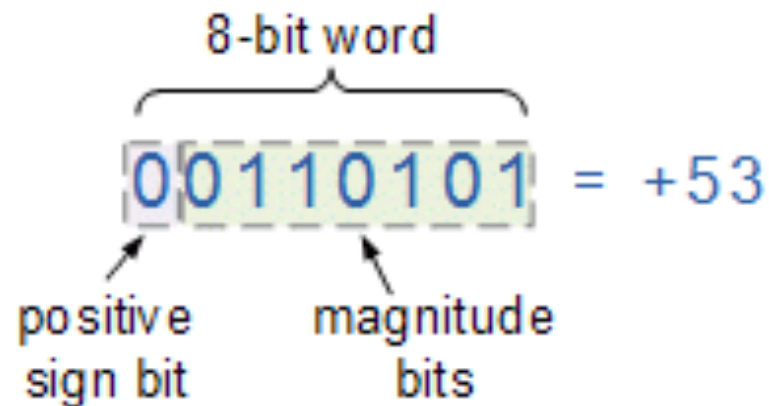 8-bit word
00110101 = +53
positive
sign bit
magnitude
bits